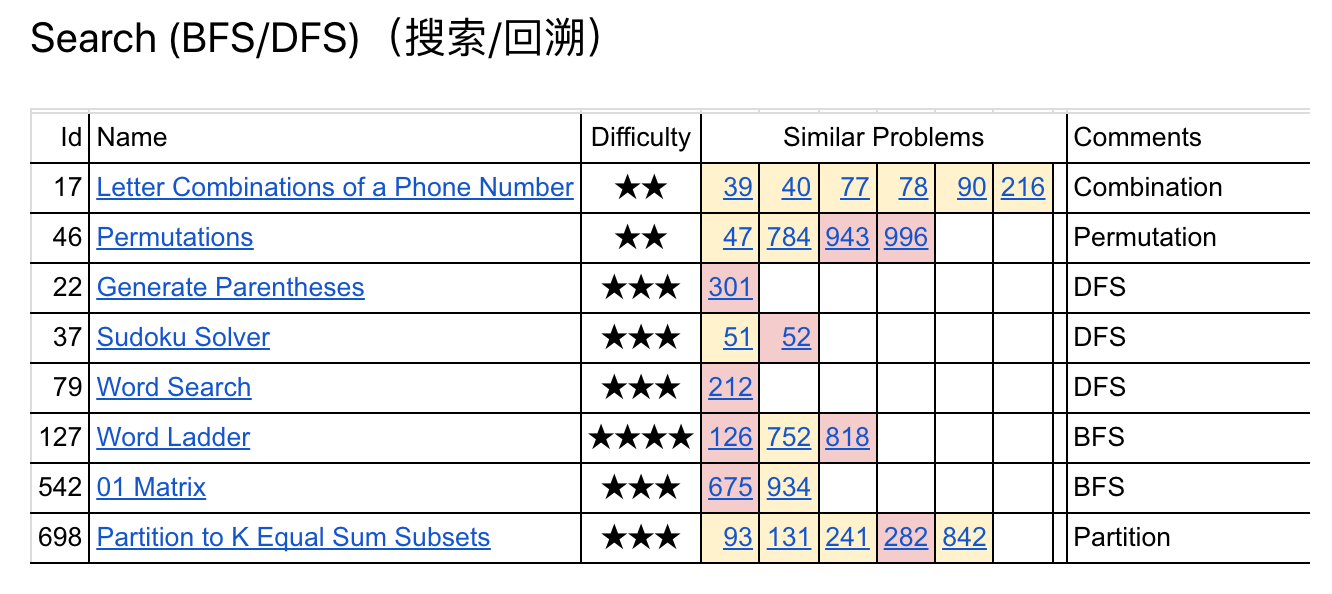 Search (BFS/DFS)（搜索/回溯）
Id Name Difficulty Similar Problems Comments
17 Letter Combinations of a Phone Number ★★ 39 40 77 78 90 216 Combination
46 Permutations ★★ 47 784 943 996 Permutation
22 Generate Parentheses ★★★ 301 DFS
37 Sudoku Solver ★★★ 51 52 DFS
79 Word Search ★★★ 212 DFS
127 Word Ladder ★★★★ 126 752 818 BFS
542 01 Matrix ★★★ 675 934 BFS
698 Partition to K Equal Sum Subsets ★★★ 93 131 241 282 842 Partition